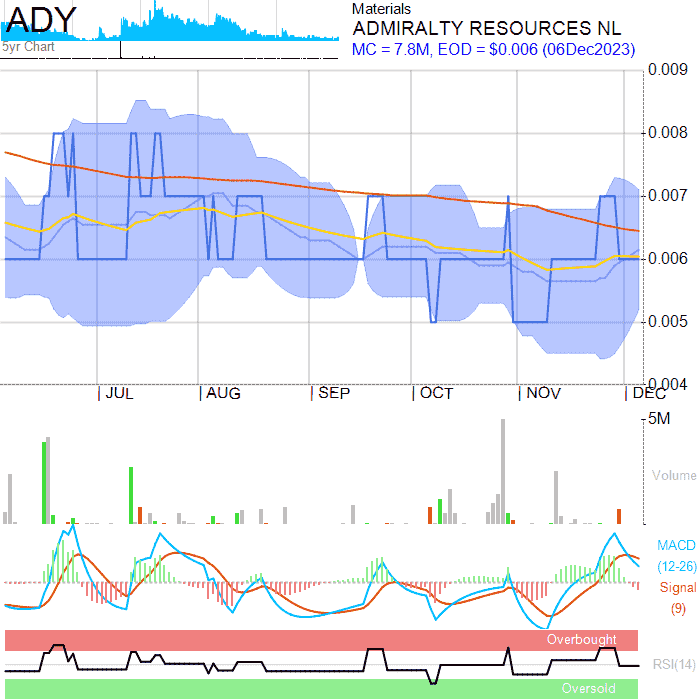 ADY
5yr Chart
Materials
ADMIRALTY RESOURCES NL
MC = 7.8M, EOD = $0.006 (06Dec2023)
0.009
0.008
0.007
0.006
0.005
0.004
JUL
AUG
SEP
OCT
NOV
DEC
5M
Volume
MACD
(12-26)
Signal
(9)
Overbought
RSI(14)
Oversold